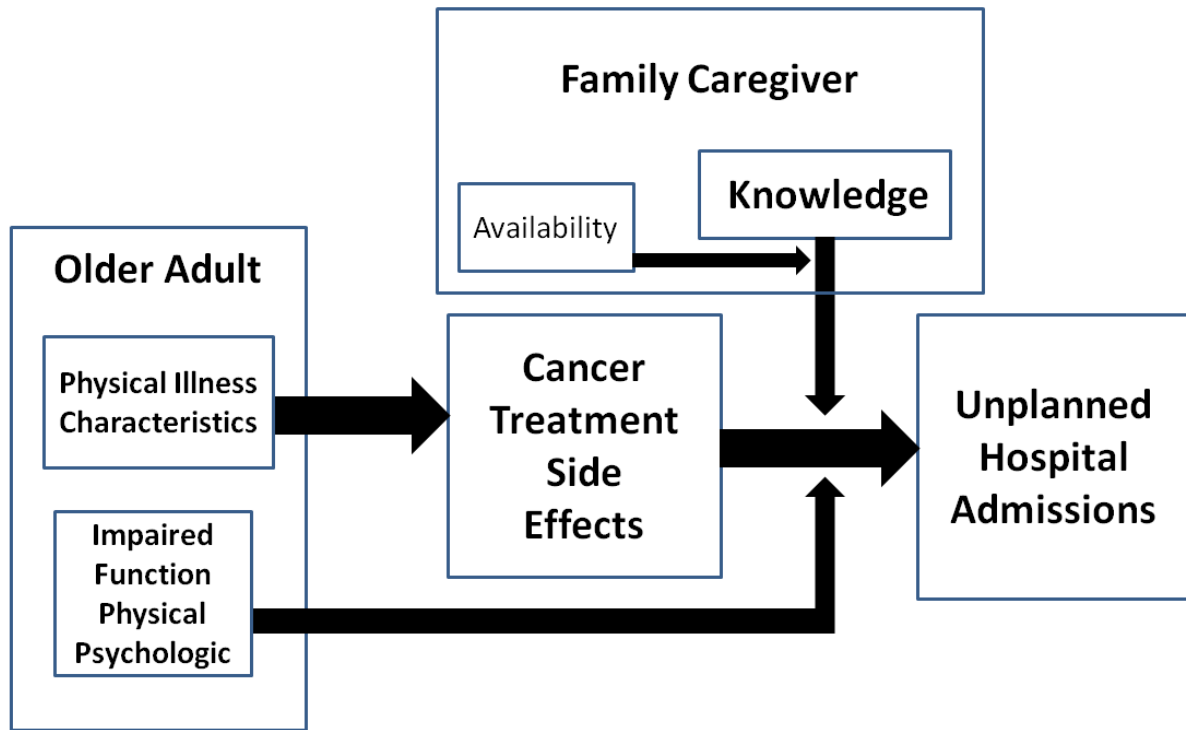 Family Caregiver
Knowledge
Availability
Older Adult
Physical Illness
Characteristics
Impaired
Function
Physical
Psychologic
Cancer
Treatment
Side
Effects
Unplanned
Hospital
Admissions